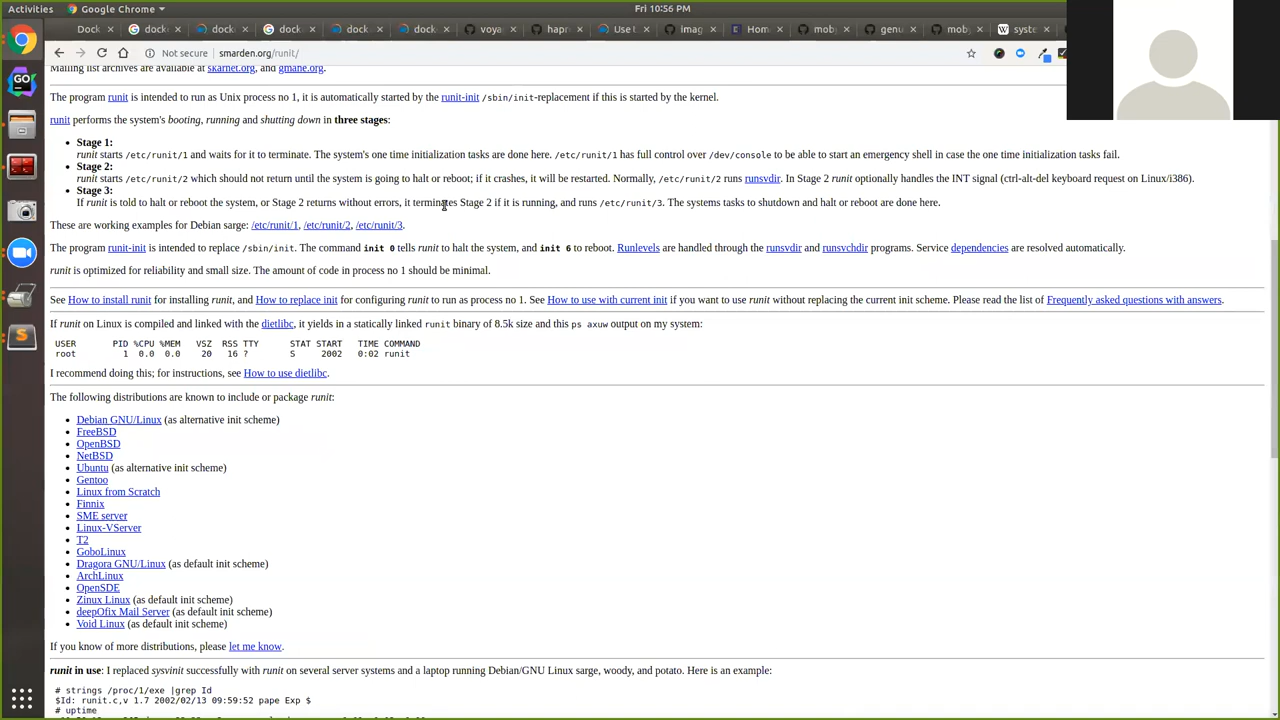 Activities
Google Chrome
Fri 10:56 PM
Dock
docke
docke
docke
docke
docke
voya
hapro
Use t
imag
Home
moby
genu
moby
syste
Not secure
smarden.org/runit/
Mailing list archives are available at skarnet.org, and gmane.org.
The program runit is intended to run as Unix process no 1, it is automatically started by the runit-init /sbin/init-replacement if this is started by the kernel.
runit performs the system's booting, running and shutting down in three stages:
Stage 1:
runit starts /etc/runit/1 and waits for it to terminate. The system's one time initialization tasks are done here. /etc/runit/1 has full control over /dev/console to be able to start an emergency shell in case the one time initialization tasks fail.
Stage 2:
runit starts /etc/runit/2 which should not return until the system is going to halt or reboot; if it crashes, it will be restarted. Normally, /etc/runit/2 runs runsvdir. In Stage 2 runit optionally handles the INT signal (ctrl-alt-del keyboard request on Linux/i386).
Stage 3:
If runit is told to halt or reboot the system, or Stage 2 returns without errors, it terminates Stage 2 if it is running, and runs /etc/runit/3. The systems tasks to shutdown and halt or reboot are done here.
These are working examples for Debian sarge: /etc/runit/1, /etc/runit/2, /etc/runit/3.
The program runit-init is intended to replace /sbin/init. The command init 0 tells runit to halt the system, and init 6 to reboot. Runlevels are handled through the runsvdir and runsvchdir programs. Service dependencies are resolved automatically.
runit is optimized for reliability and small size. The amount of code in process no 1 should be minimal.
See How to install runit for installing runit, and How to replace init for configuring runit to run as process no 1. See How to use with current init if you want to use runit without replacing the current init scheme. Please read the list of Frequently asked questions with answers.
If runit on Linux is compiled and linked with the dietlibc, it yields in a statically linked runit binary of 8.5k size and this ps axuw output on my system:
USER PID %CPU %MEM VSZ RSS TTY STAT START TIME COMMAND
root 1 0.0 0.0 20 16 ? S 2002 0:02 runit
I recommend doing this; for instructions, see How to use dietlibc.
The following distributions are known to include or package runit:
Debian GNU/Linux (as alternative init scheme)
FreeBSD
OpenBSD
NetBSD
Ubuntu (as alternative init scheme)
Gentoo
Linux from Scratch
Finnix
SME server
Linux-VServer
T2
GoboLinux
Dragora GNU/Linux (as default init scheme)
ArchLinux
OpenSDE
Zinux Linux (as default init scheme)
deepOfix Mail Server (as default init scheme)
Void Linux (as default init scheme)
If you know of more distributions, please let me know.
runit in use: I replaced sysvinit successfully with runit on several server systems and a laptop running Debian/GNU Linux sarge, woody, and potato. Here is an example:
# strings /proc/1/exe |grep Id
$Id: runit.c,v 1.7 2002/02/13 09:59:52 pape Exp $
# uptime